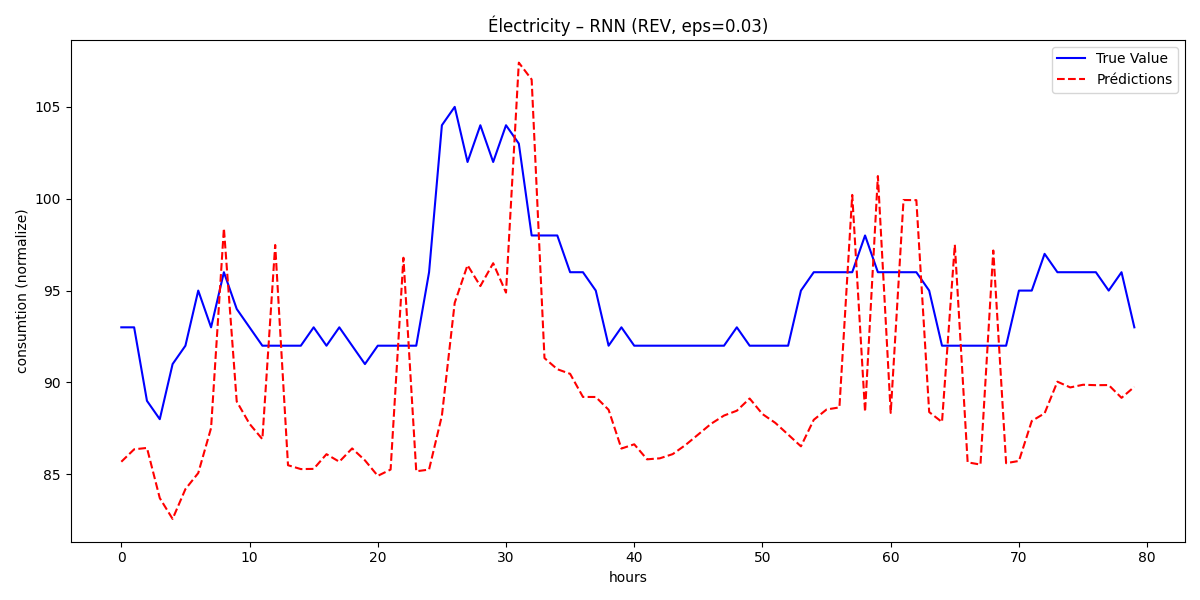 Électricity – RNN (REV, eps=0.03)
True Value
Prédictions
consumtion (normalize)
105
100
95
90
85
0 10 20 30 40 50 60 70 80
hours